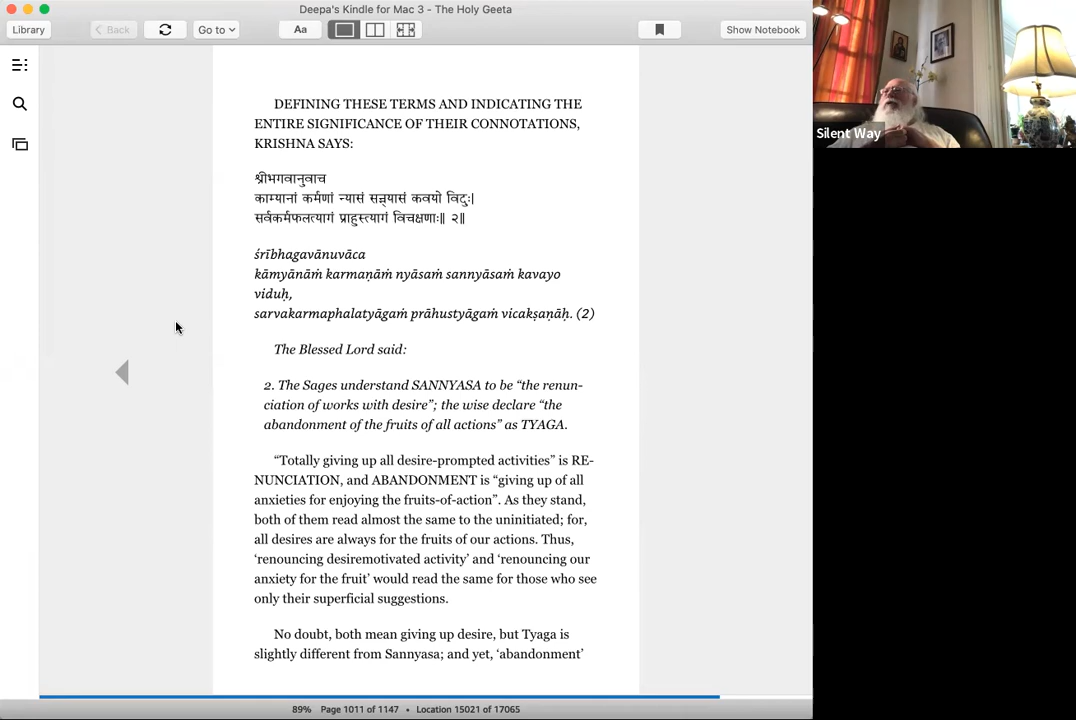 Deepa's Kindle for Mac 3 - The Holy Geeta
Library
Back
Go to
Aa
Show Notebook
Silent Way
DEFINING THESE TERMS AND INDICATING THE
ENTIRE SIGNIFICANCE OF THEIR CONNOTATIONS,
KRISHNA SAYS:
श्रीभगवानुवाच
काम्यानां कर्मणां न्यासं सन्न्यासं कवयो विदुः|
सर्वकर्मफलत्यागं प्राहुस्त्यागं विचक्षणाः|| २||
śrībhagavānuvāca
kāmyānāṁ karmaṇāṁ nyāsaṁ sannyāsaṁ kavayo
viduḥ,
sarvakarmaphalatyāgaṁ prāhustyāgaṁ vicakṣaṇāḥ. (2)
The Blessed Lord said:
2. The Sages understand SANNYASA to be “the renun-
ciation of works with desire”; the wise declare “the
abandonment of the fruits of all actions” as TYAGA.
“Totally giving up all desire-prompted activities” is RE-
NUNCIATION, and ABANDONMENT is “giving up of all
anxieties for enjoying the fruits-of-action”. As they stand,
both of them read almost the same to the uninitiated; for,
all desires are always for the fruits of our actions. Thus,
‘renouncing desiremotivated activity’ and ‘renouncing our
anxiety for the fruit’ would read the same for those who see
only their superficial suggestions.
No doubt, both mean giving up desire, but Tyaga is
slightly different from Sannyasa; and yet, ‘abandonment’
89% Page 1011 of 1147 • Location 15021 of 17065